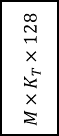 M × K_T × 128